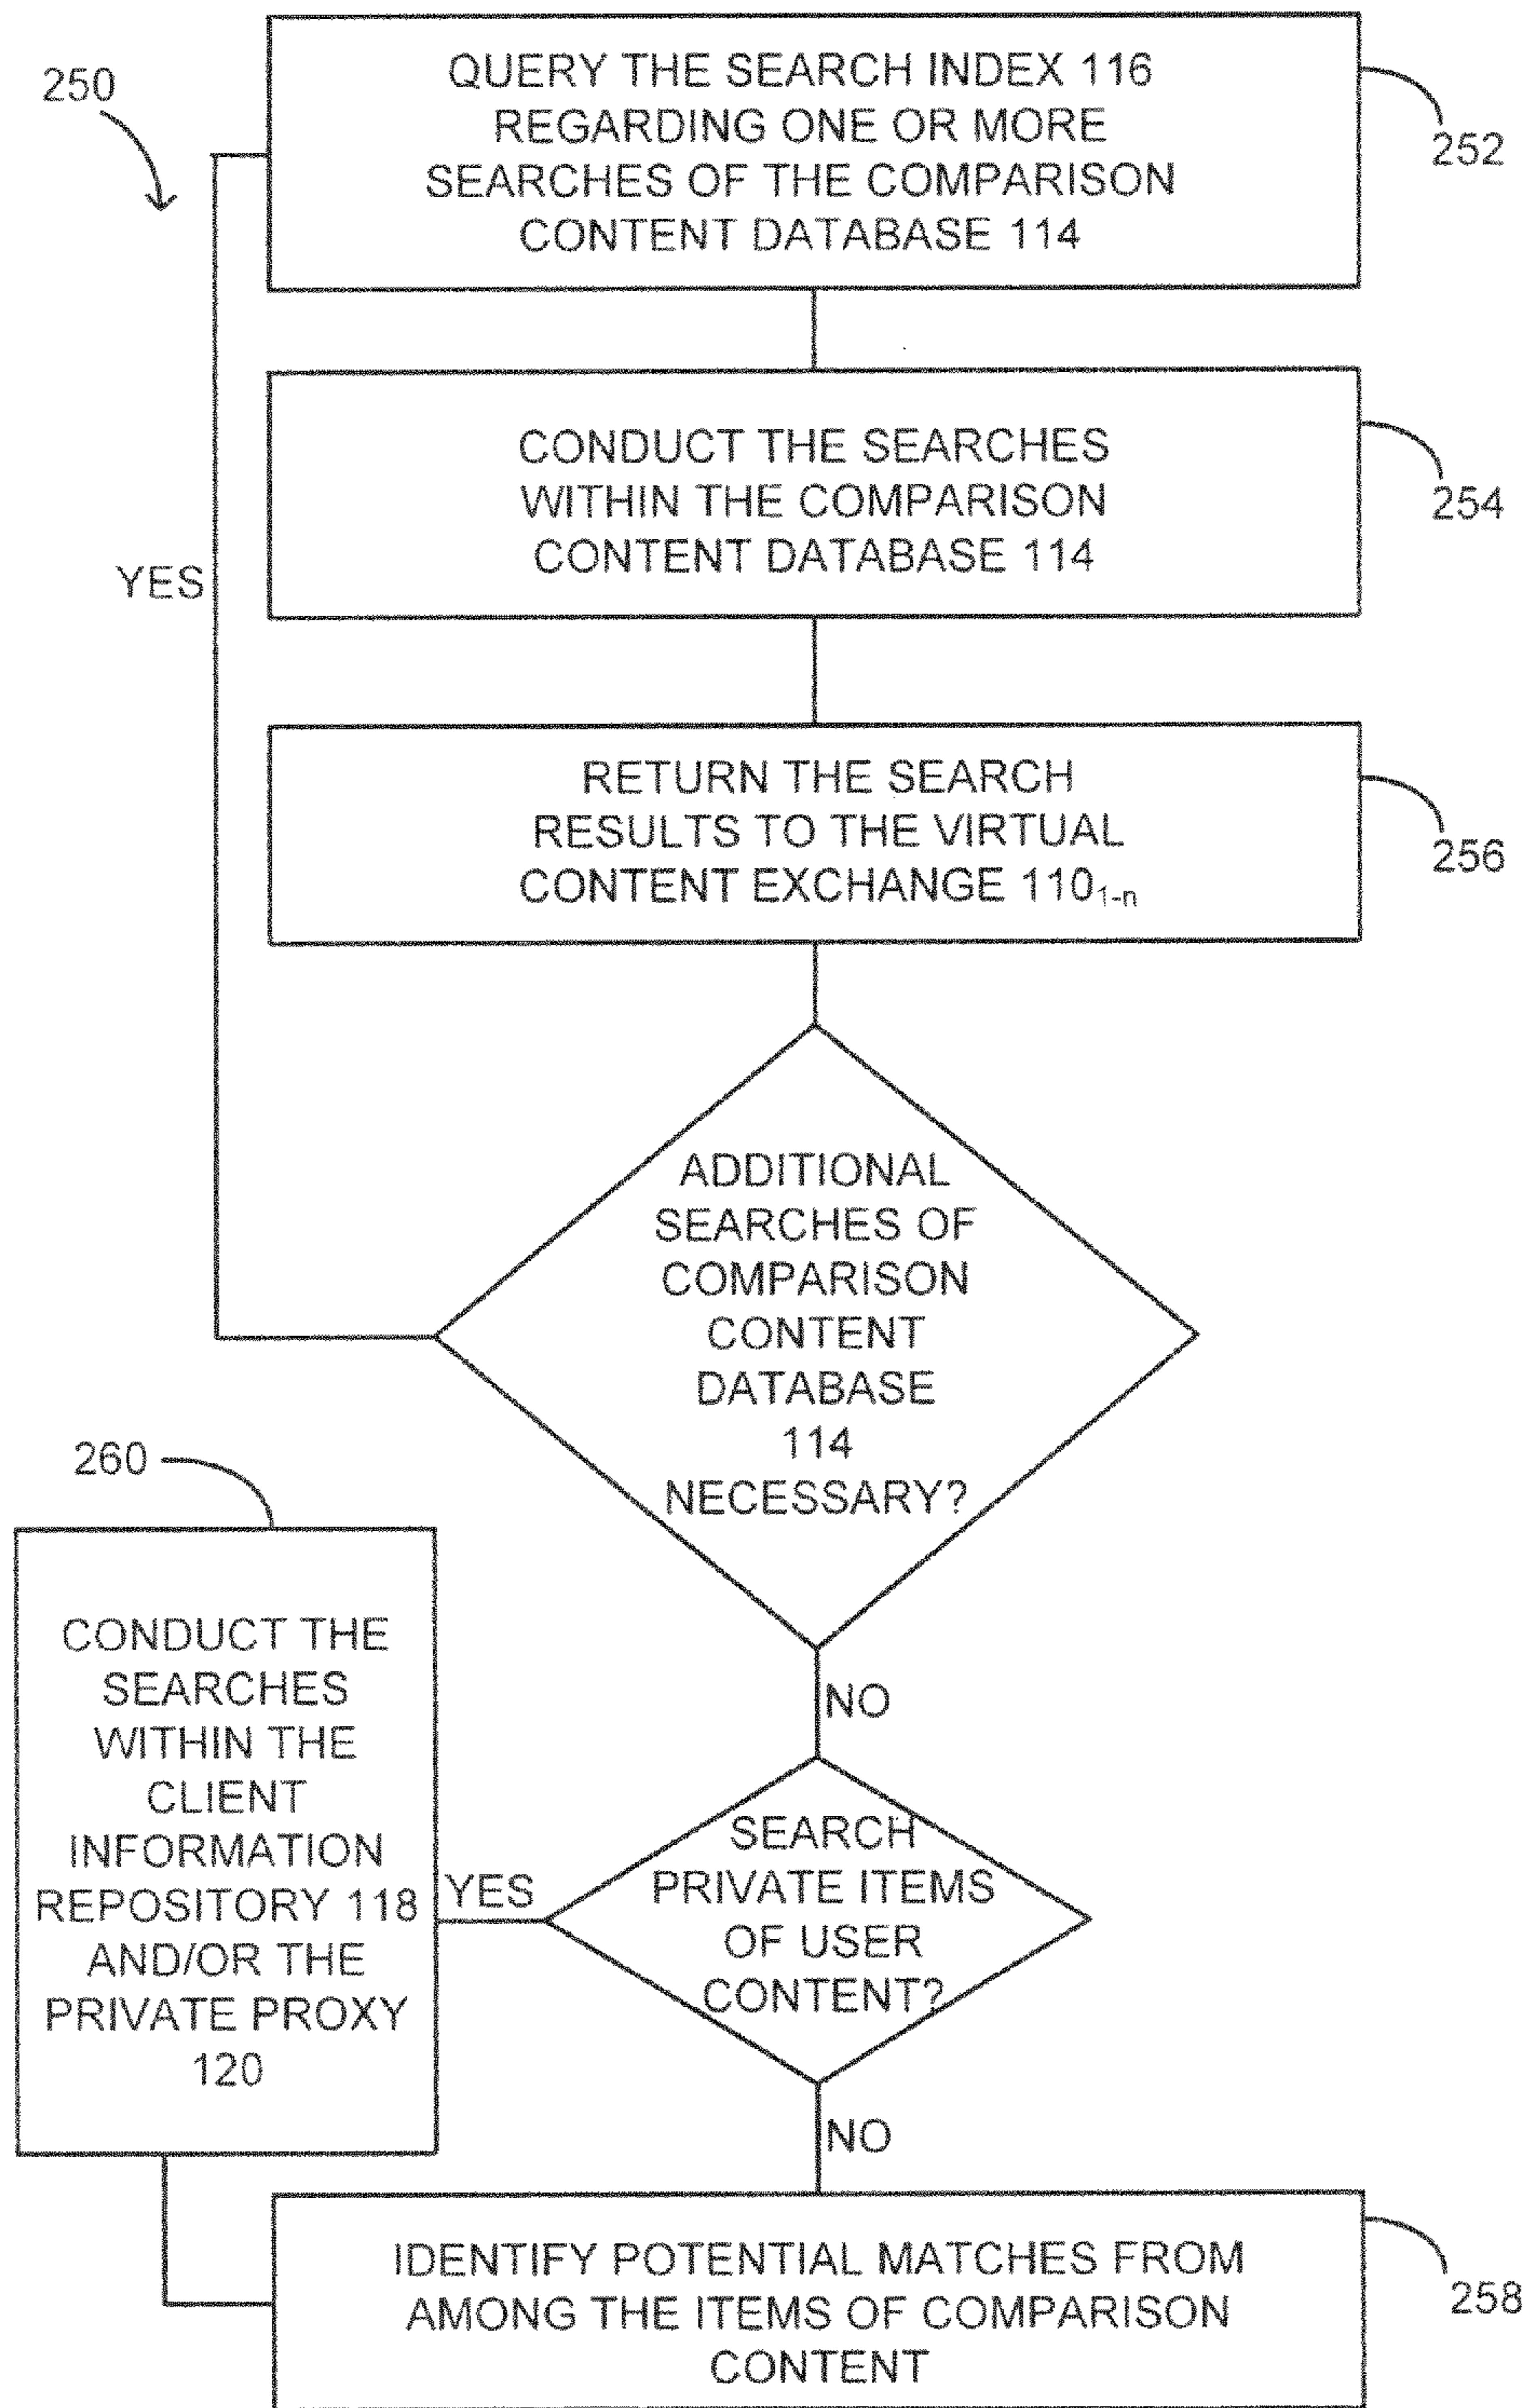 250
QUERY THE SEARCH INDEX 116
REGARDING ONE OR MORE
SEARCHES OF THE COMPARISON
CONTENT DATABASE 114
252
CONDUCT THE SEARCHES
WITHIN THE COMPARISON
CONTENT DATABASE 114
254
YES
RETURN THE SEARCH
RESULTS TO THE VIRTUAL
CONTENT EXCHANGE 110₁₋ₙ
256
ADDITIONAL
SEARCHES OF
COMPARISON
CONTENT
DATABASE
114
NECESSARY?
NO
260
CONDUCT THE
SEARCHES
WITHIN THE
CLIENT
INFORMATION
REPOSITORY 118
AND/OR THE
PRIVATE PROXY
120
YES
SEARCH
PRIVATE ITEMS
OF USER
CONTENT?
NO
IDENTIFY POTENTIAL MATCHES FROM
AMONG THE ITEMS OF COMPARISON
CONTENT
258